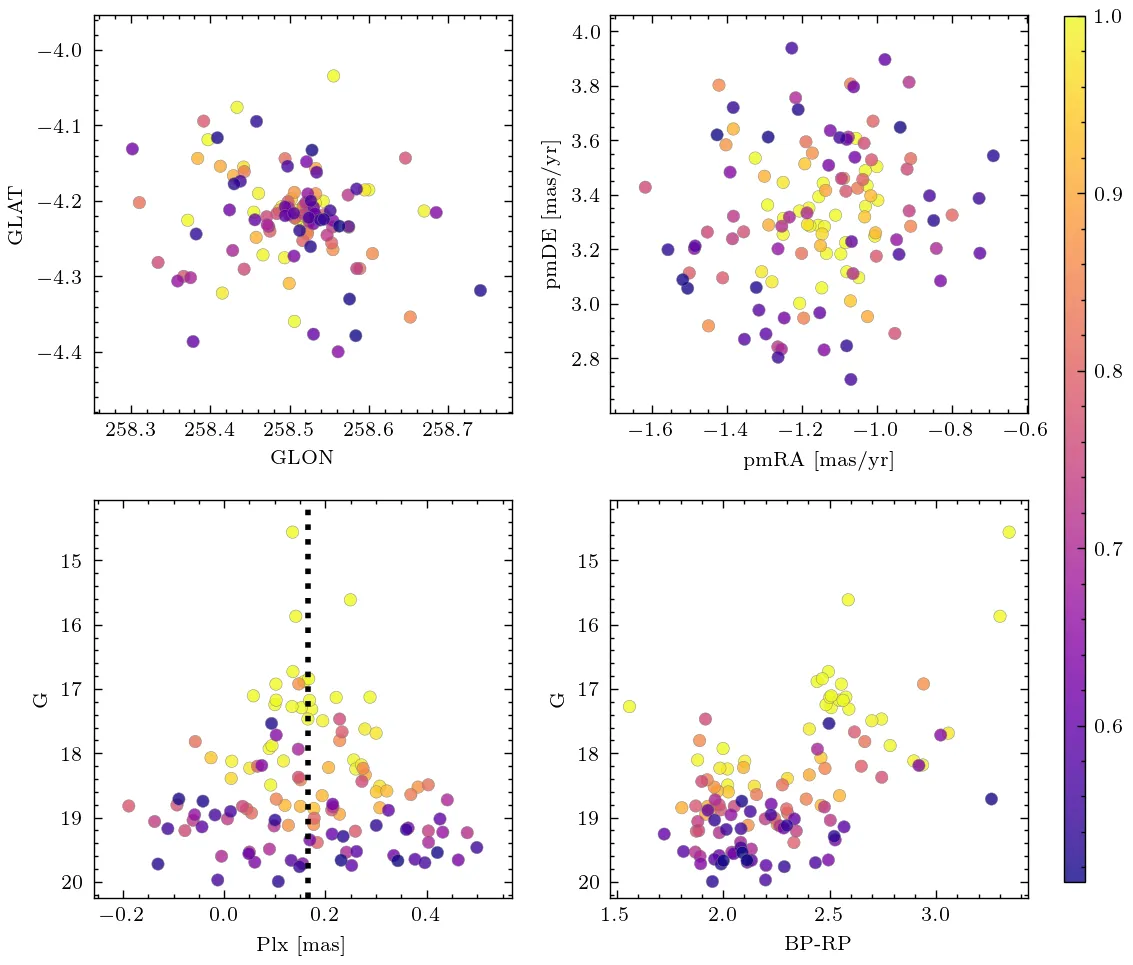 GLAT
−4.0
−4.1
−4.2
−4.3
−4.4
258.3 258.4 258.5 258.6 258.7
GLON
pmDE [mas/yr]
4.0
3.8
3.6
3.4
3.2
3.0
2.8
−1.6 −1.4 −1.2 −1.0 −0.8 −0.6
pmRA [mas/yr]
1.0
0.9
0.8
0.7
0.6
G
15
16
17
18
19
20
−0.2 0.0 0.2 0.4
Plx [mas]
G
15
16
17
18
19
20
1.5 2.0 2.5 3.0
BP-RP